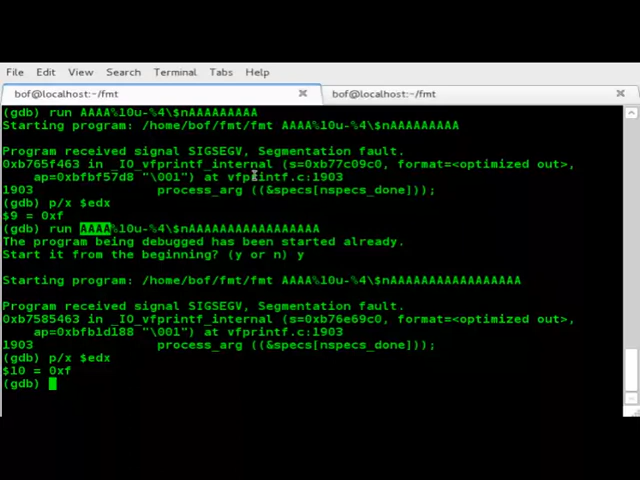 File Edit View Search Terminal Tabs Help
bof@localhost:~/fmt × bof@localhost:~/fmt ×
(gdb) run AAAA%10u-%4\$nAAAAAAAAA
Starting program: /home/bof/fmt/fmt AAAA%10u-%4\$nAAAAAAAAA
Program received signal SIGSEGV, Segmentation fault.
0xb765f463 in _IO_vfprintf_internal (s=0xb77c09c0, format=<optimized out>,
ap=0xbfbf57d8 "\001") at vfprintf.c:1903
1903 process_arg ((&specs[nspecs_done]));
(gdb) p/x $edx
$9 = 0xf
(gdb) run AAAA%10u-%4\$nAAAAAAAAAAAAAAAAA
The program being debugged has been started already.
Start it from the beginning? (y or n) y
Starting program: /home/bof/fmt/fmt AAAA%10u-%4\$nAAAAAAAAAAAAAAAAA
Program received signal SIGSEGV, Segmentation fault.
0xb7585463 in _IO_vfprintf_internal (s=0xb76e69c0, format=<optimized out>,
ap=0xbfb1d188 "\001") at vfprintf.c:1903
1903 process_arg ((&specs[nspecs_done]));
(gdb) p/x $edx
$10 = 0xf
(gdb)